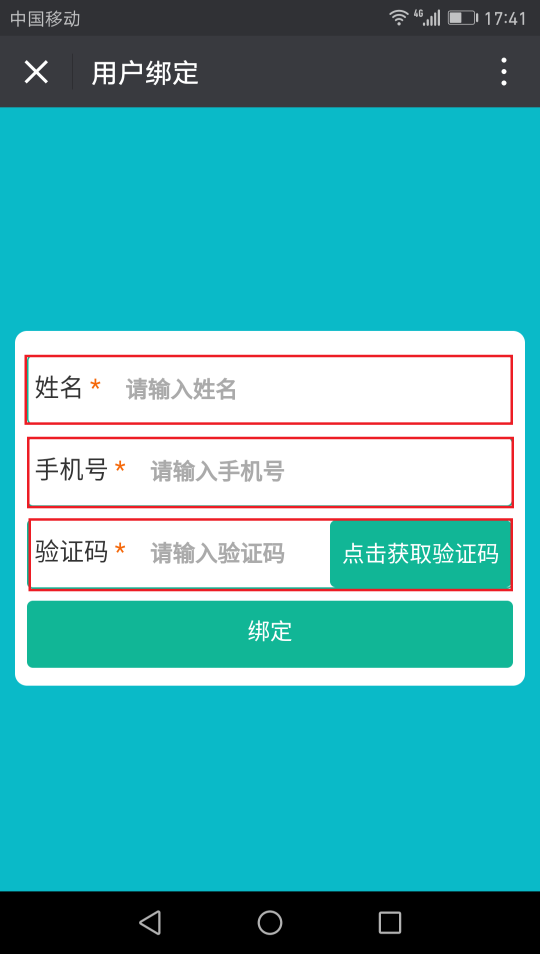 中国移动 4G 17:41
用户绑定
姓名 * 请输入姓名
手机号 * 请输入手机号
验证码 * 请输入验证码 点击获取验证码
绑定